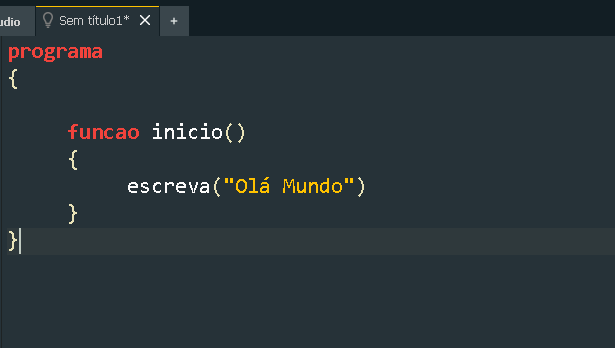 udio Sem título1* +
programa
{
funcao inicio()
{
escreva("Olá Mundo")
}
}